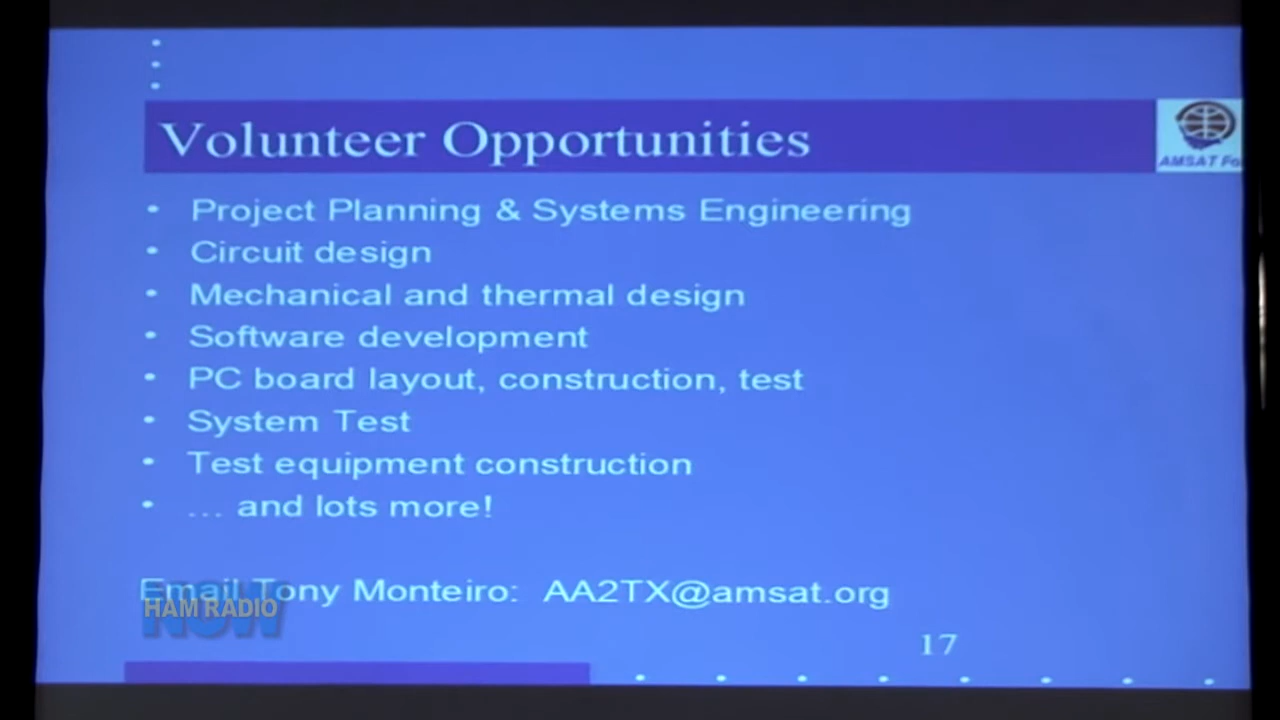 Volunteer Opportunities
AMSAT Fo
• Project Planning & Systems Engineering
• Circuit design
• Mechanical and thermal design
• Software development
• PC board layout, construction, test
• System Test
• Test equipment construction
• ... and lots more!
Email Tony Monteiro: AA2TX@amsat.org
HAM RADIO
NOW
17